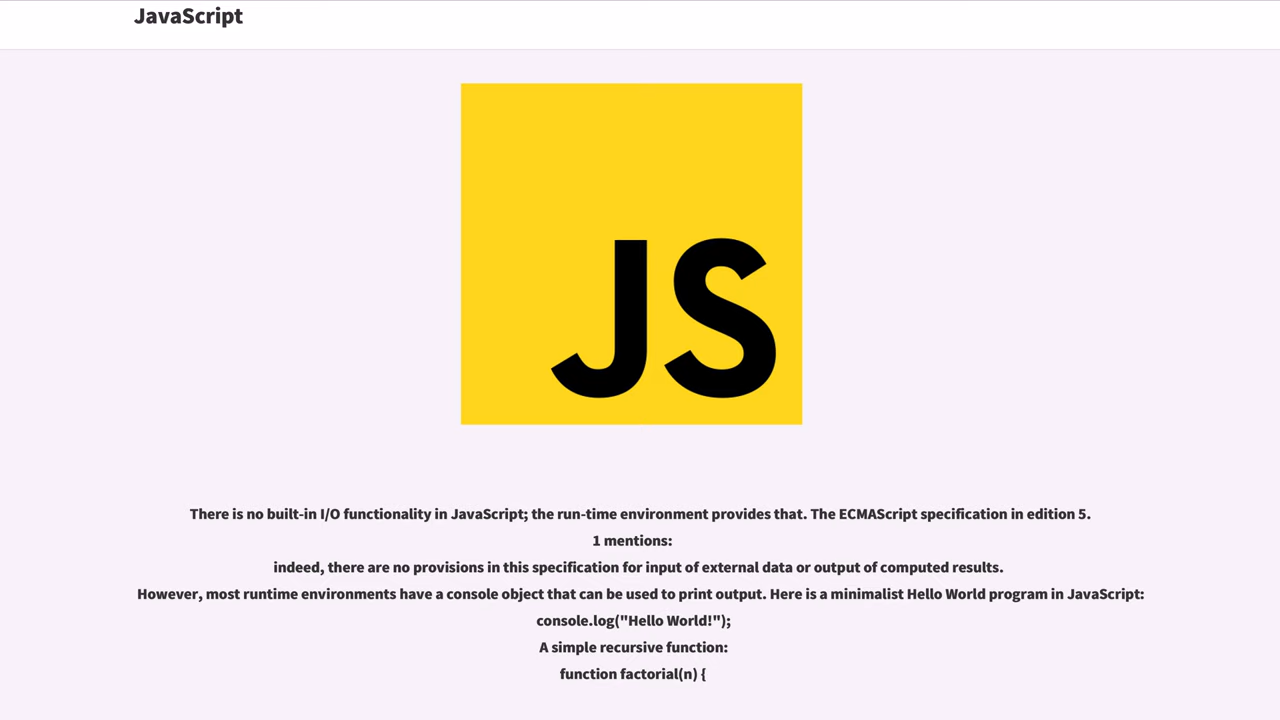 JavaScript
JS
There is no built-in I/O functionality in JavaScript; the run-time environment provides that. The ECMAScript specification in edition 5.
1 mentions:
indeed, there are no provisions in this specification for input of external data or output of computed results.
However, most runtime environments have a console object that can be used to print output. Here is a minimalist Hello World program in JavaScript:
console.log("Hello World!");
A simple recursive function:
function factorial(n) {